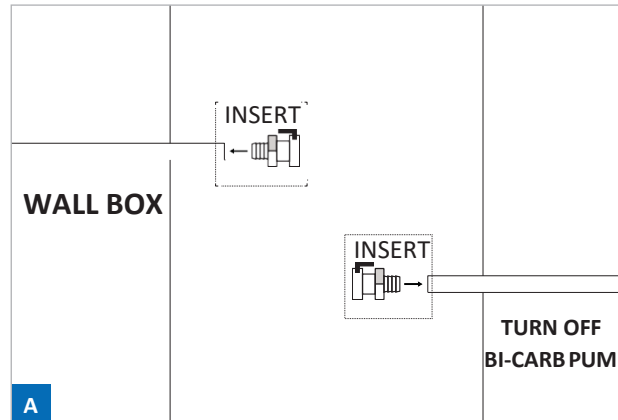 INSERT
WALL BOX
INSERT
TURN OFF
BI-CARB PUM
A